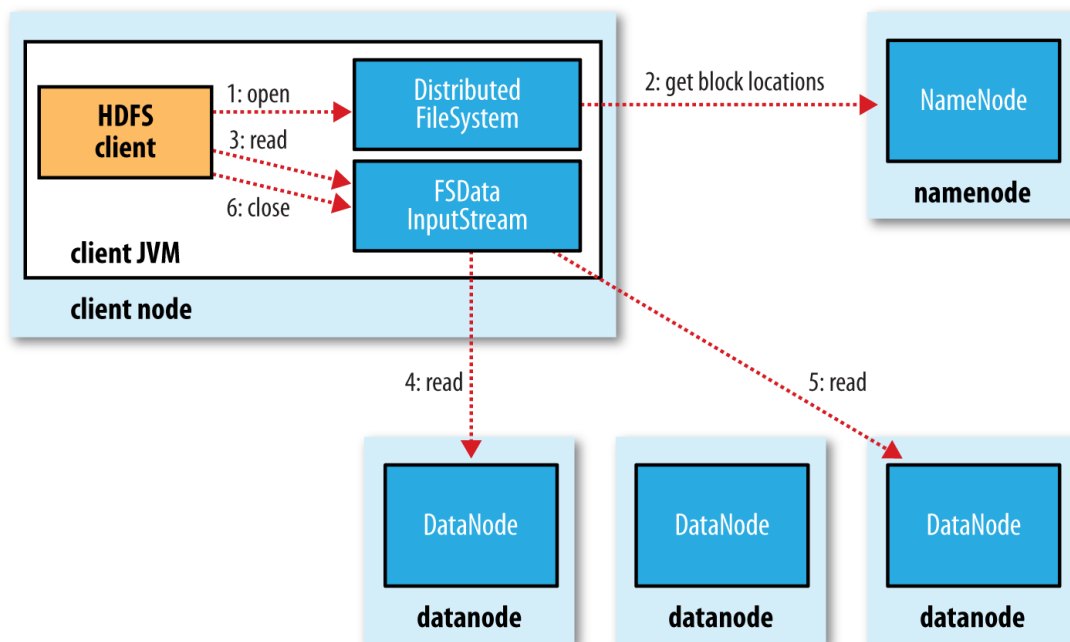 HDFS
client
1: open
3: read
6: close
Distributed
FileSystem
FSData
InputStream
client JVM
client node
2: get block locations
NameNode
namenode
4: read
5: read
DataNode
datanode
DataNode
datanode
DataNode
datanode